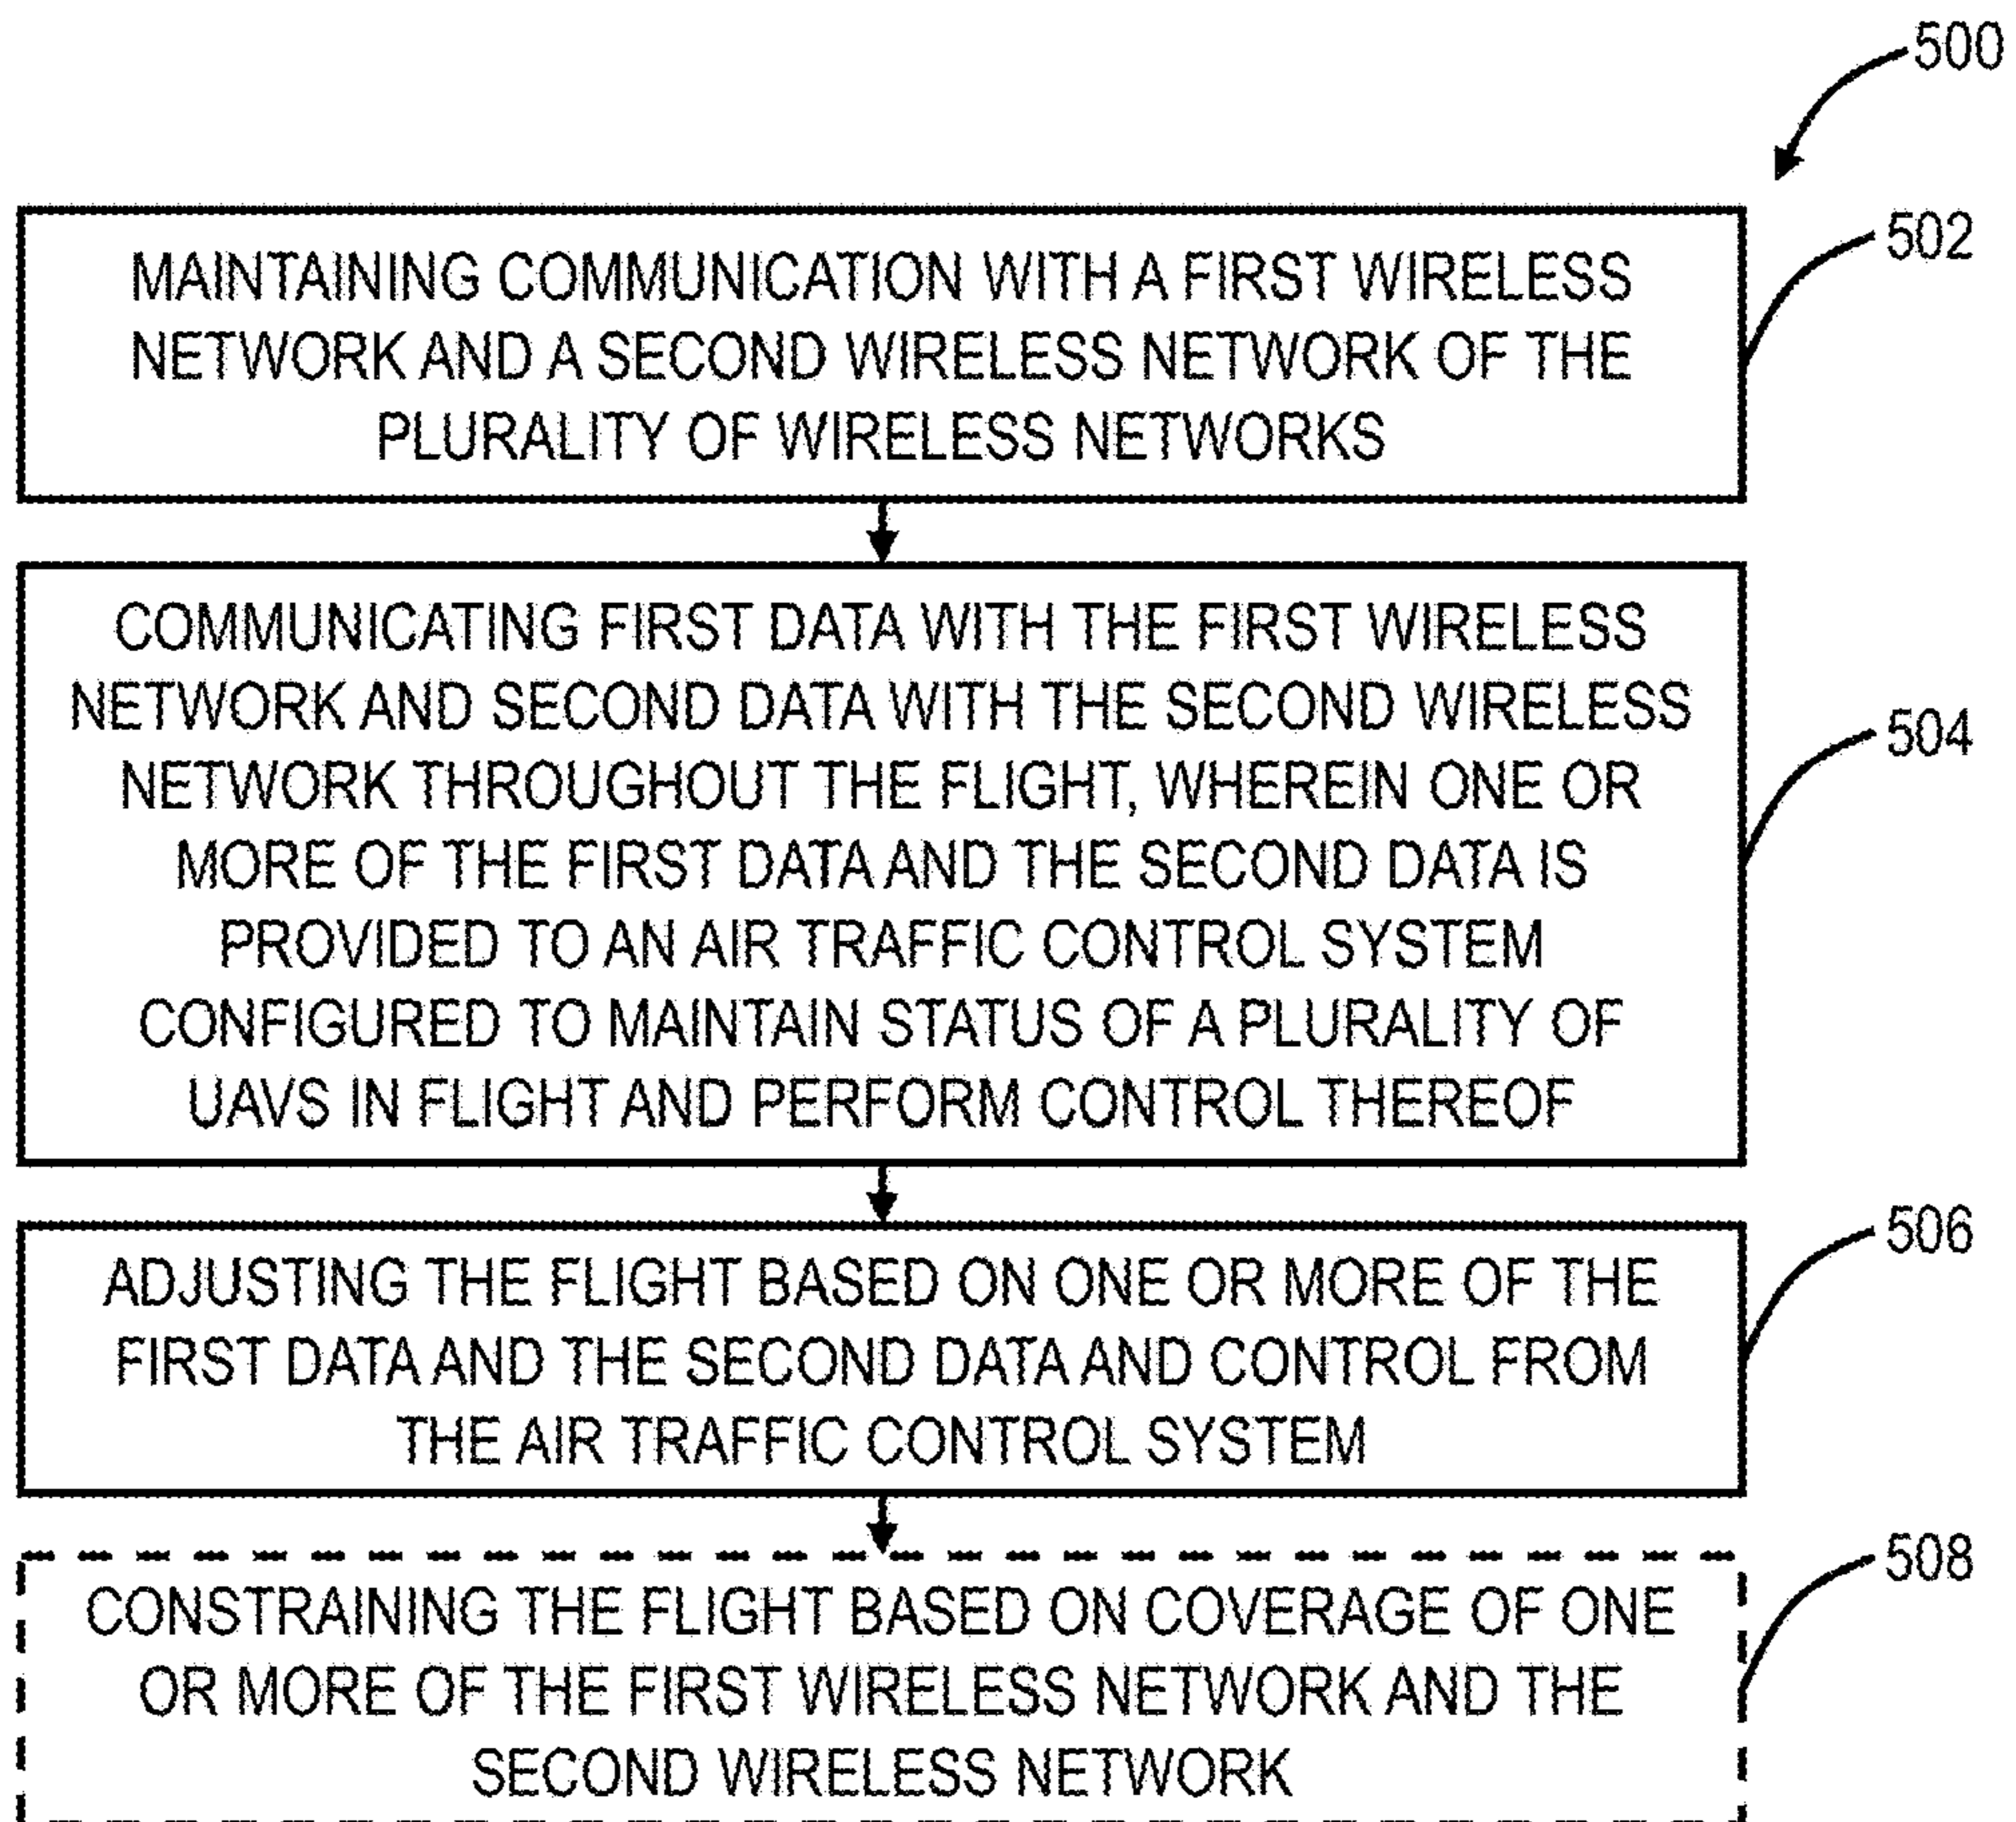 500
502
MAINTAINING COMMUNICATION WITH A FIRST WIRELESS
NETWORK AND A SECOND WIRELESS NETWORK OF THE
PLURALITY OF WIRELESS NETWORKS
504
COMMUNICATING FIRST DATA WITH THE FIRST WIRELESS
NETWORK AND SECOND DATA WITH THE SECOND WIRELESS
NETWORK THROUGHOUT THE FLIGHT, WHEREIN ONE OR
MORE OF THE FIRST DATA AND THE SECOND DATA IS
PROVIDED TO AN AIR TRAFFIC CONTROL SYSTEM
CONFIGURED TO MAINTAIN STATUS OF A PLURALITY OF
UAVS IN FLIGHT AND PERFORM CONTROL THEREOF
506
ADJUSTING THE FLIGHT BASED ON ONE OR MORE OF THE
FIRST DATA AND THE SECOND DATA AND CONTROL FROM
THE AIR TRAFFIC CONTROL SYSTEM
508
CONSTRAINING THE FLIGHT BASED ON COVERAGE OF ONE
OR MORE OF THE FIRST WIRELESS NETWORK AND THE
SECOND WIRELESS NETWORK